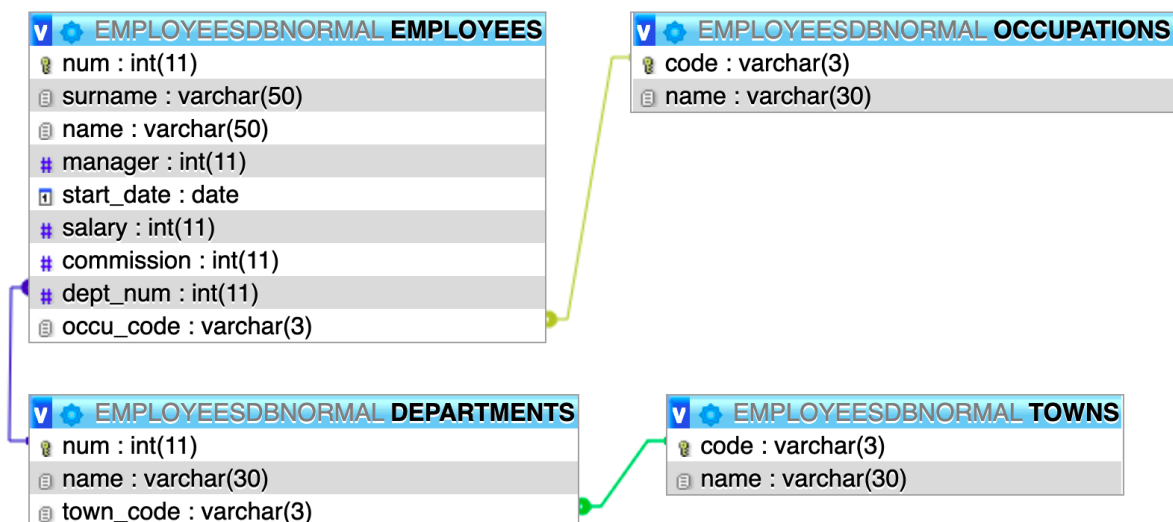 v EMPLOYEESDBNORMAL EMPLOYEES
num : int(11)
surname : varchar(50)
name : varchar(50)
# manager : int(11)
start_date : date
# salary : int(11)
# commission : int(11)
# dept_num : int(11)
occu_code : varchar(3)
v EMPLOYEESDBNORMAL OCCUPATIONS
code : varchar(3)
name : varchar(30)
v EMPLOYEESDBNORMAL DEPARTMENTS
num : int(11)
name : varchar(30)
town_code : varchar(3)
v EMPLOYEESDBNORMAL TOWNS
code : varchar(3)
name : varchar(30)